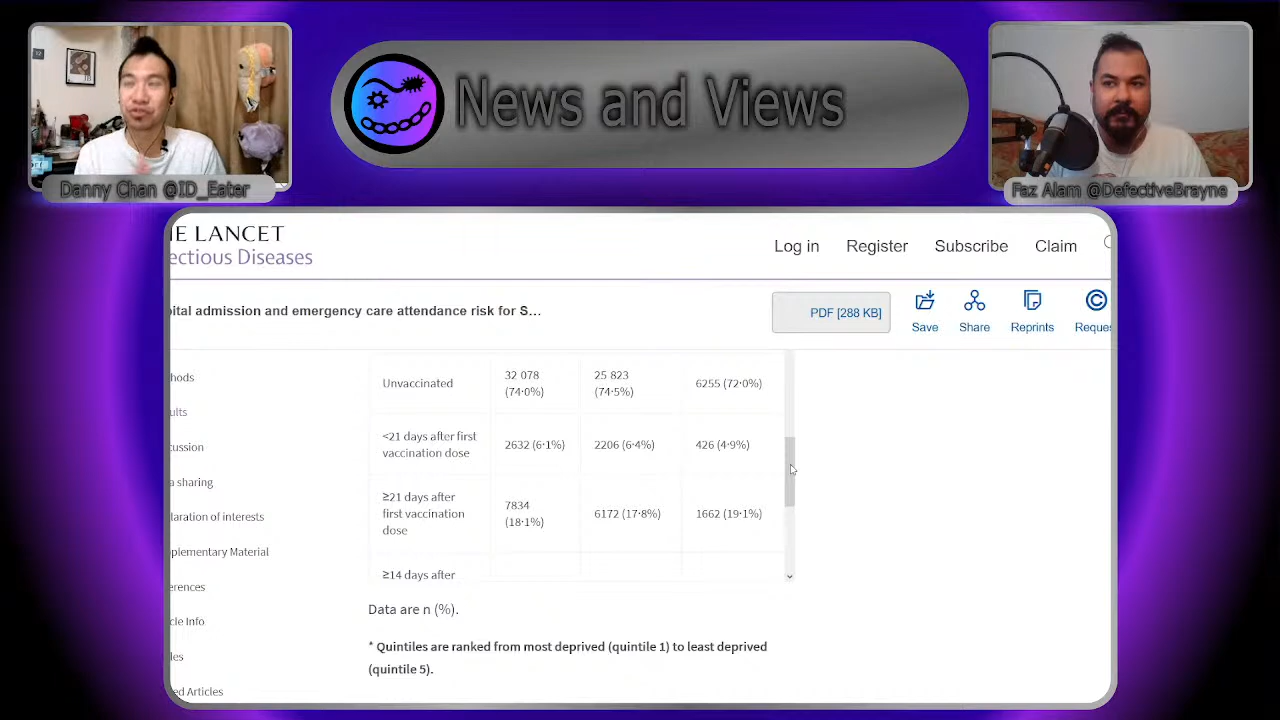 News and Views
Danny Chan @ID_Eater
Faz Alam @DefectiveBrayne
HE LANCET
ectious Diseases
Log in
Register
Subscribe
Claim
pital admission and emergency care attendance risk for S...
PDF [288 KB]
Save
Share
Reprints
Reques
hods
ults
cussion
a sharing
laration of interests
plementary Material
erences
cle Info
les
ed Articles
Unvaccinated
32 078
(74·0%)
25 823
(74·5%)
6255 (72·0%)
<21 days after first
vaccination dose
2632 (6·1%)
2206 (6·4%)
426 (4·9%)
≥21 days after
first vaccination
dose
7834
(18·1%)
6172 (17·8%)
1662 (19·1%)
≥14 days after
Data are n (%).
* Quintiles are ranked from most deprived (quintile 1) to least deprived
(quintile 5).